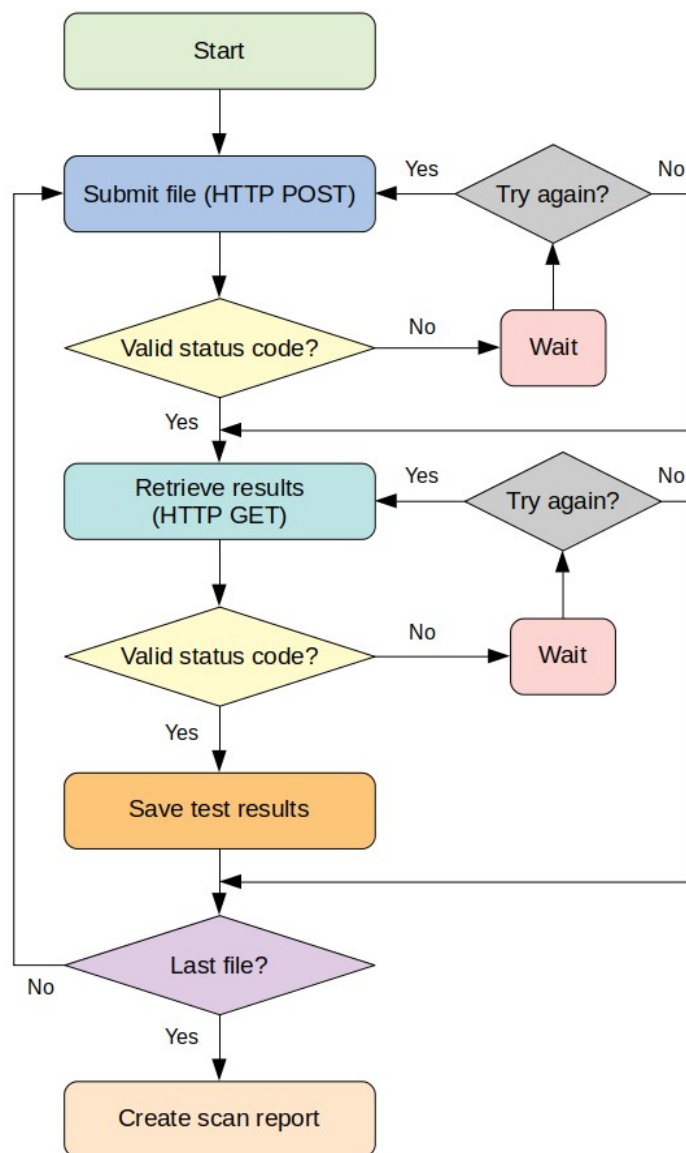 Start
Submit file (HTTP POST)
Yes
Try again?
No
Valid status code?
No
Wait
Yes
Retrieve results
(HTTP GET)
Yes
Try again?
No
Valid status code?
No
Wait
Yes
Save test results
Last file?
No
Yes
Create scan report